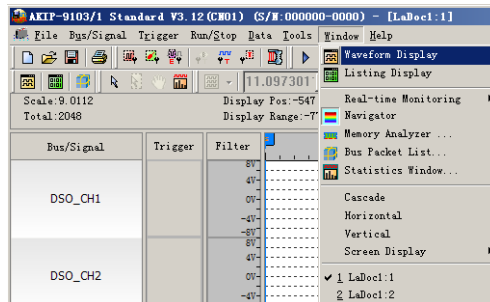 AKIP-9103/1 Standard V3.12(CN01) (S/N:000000-0000) - [LaDoc1:1]
File Bus/Signal Trigger Run/Stop Data Tools Window Help
11.097301
Scale:9.0112 Display Pos:-547
Total:2048 Display Range:-7
Bus/Signal Trigger Filter
DSO_CH1
8V
4V
0V
-4V
-8V
DSO_CH2
8V
4V
0V
-4V
Waveform Display
Listing Display
Real-time Monitoring
Navigator
Memory Analyzer ...
Bus Packet List...
Statistics Window...
Cascade
Horizontal
Vertical
Screen Display
1 LaDoc1:1
2 LaDoc1:2